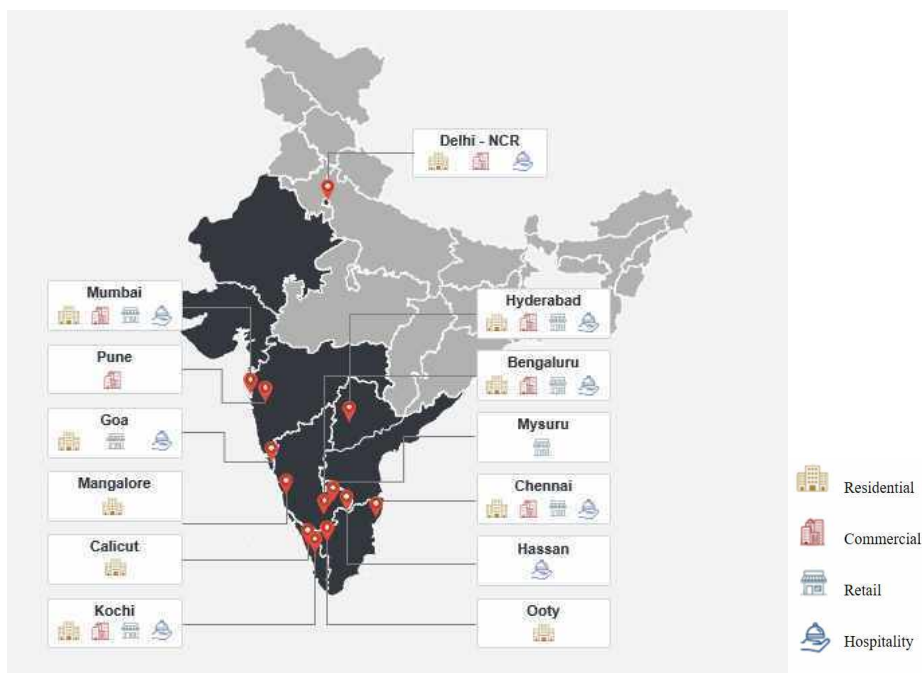 Delhi - NCR
Mumbai
Hyderabad
Pune
Bengaluru
Goa
Mysuru
Mangalore
Chennai
Calicut
Hassan
Kochi
Ooty
Residential
Commercial
Retail
Hospitality